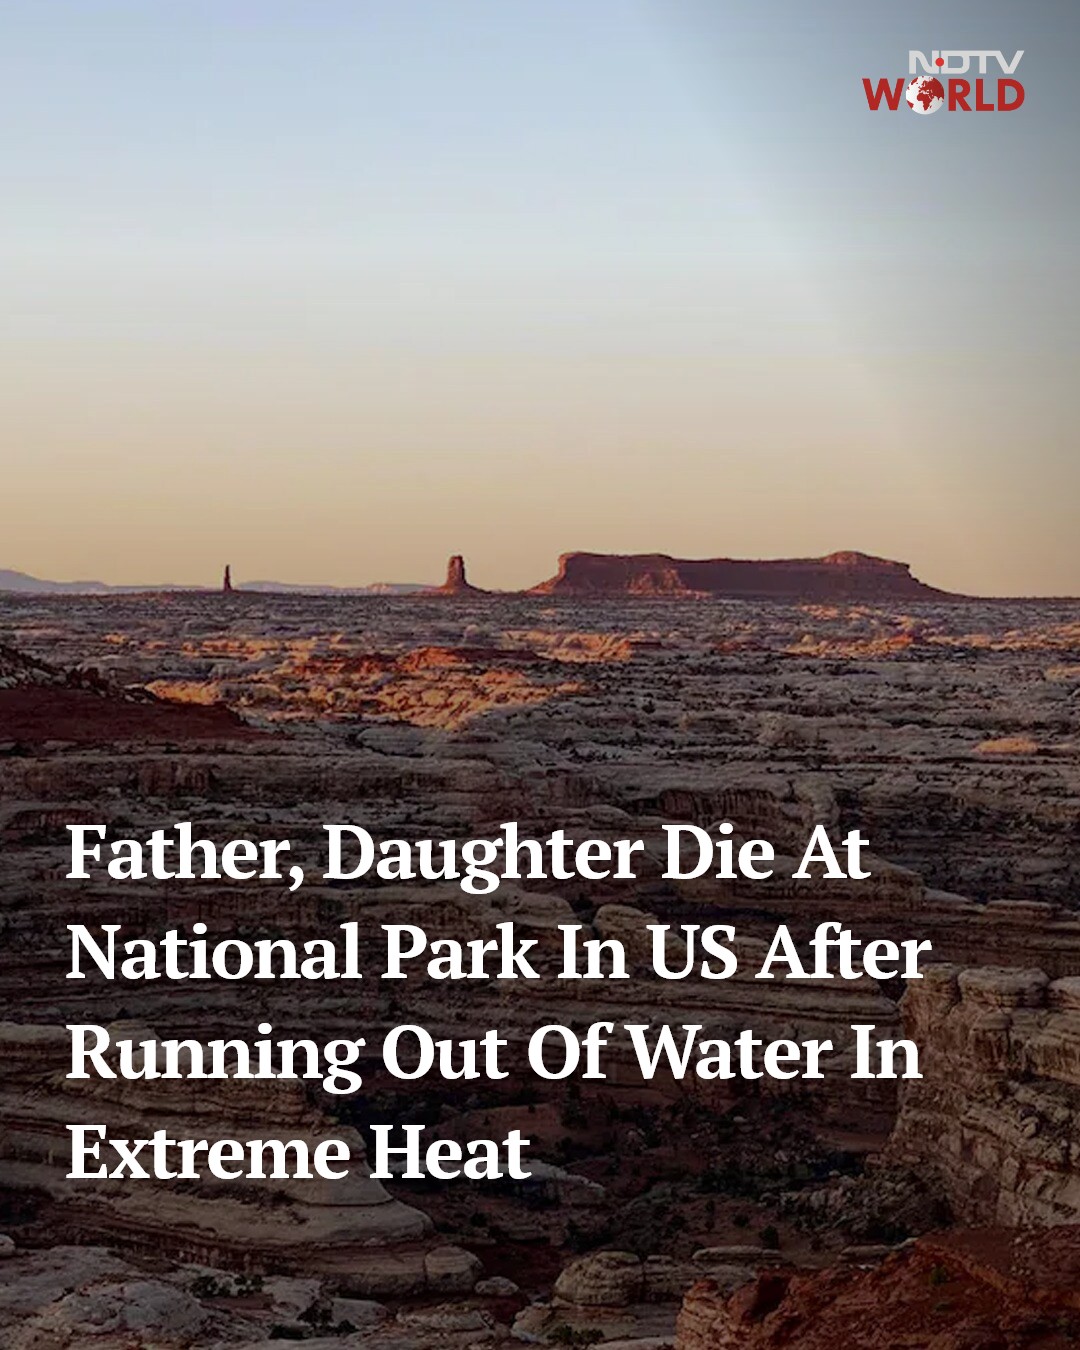 NDTV
WORLD
Father, Daughter Die At
National Park In US After
Running Out Of Water In
Extreme Heat